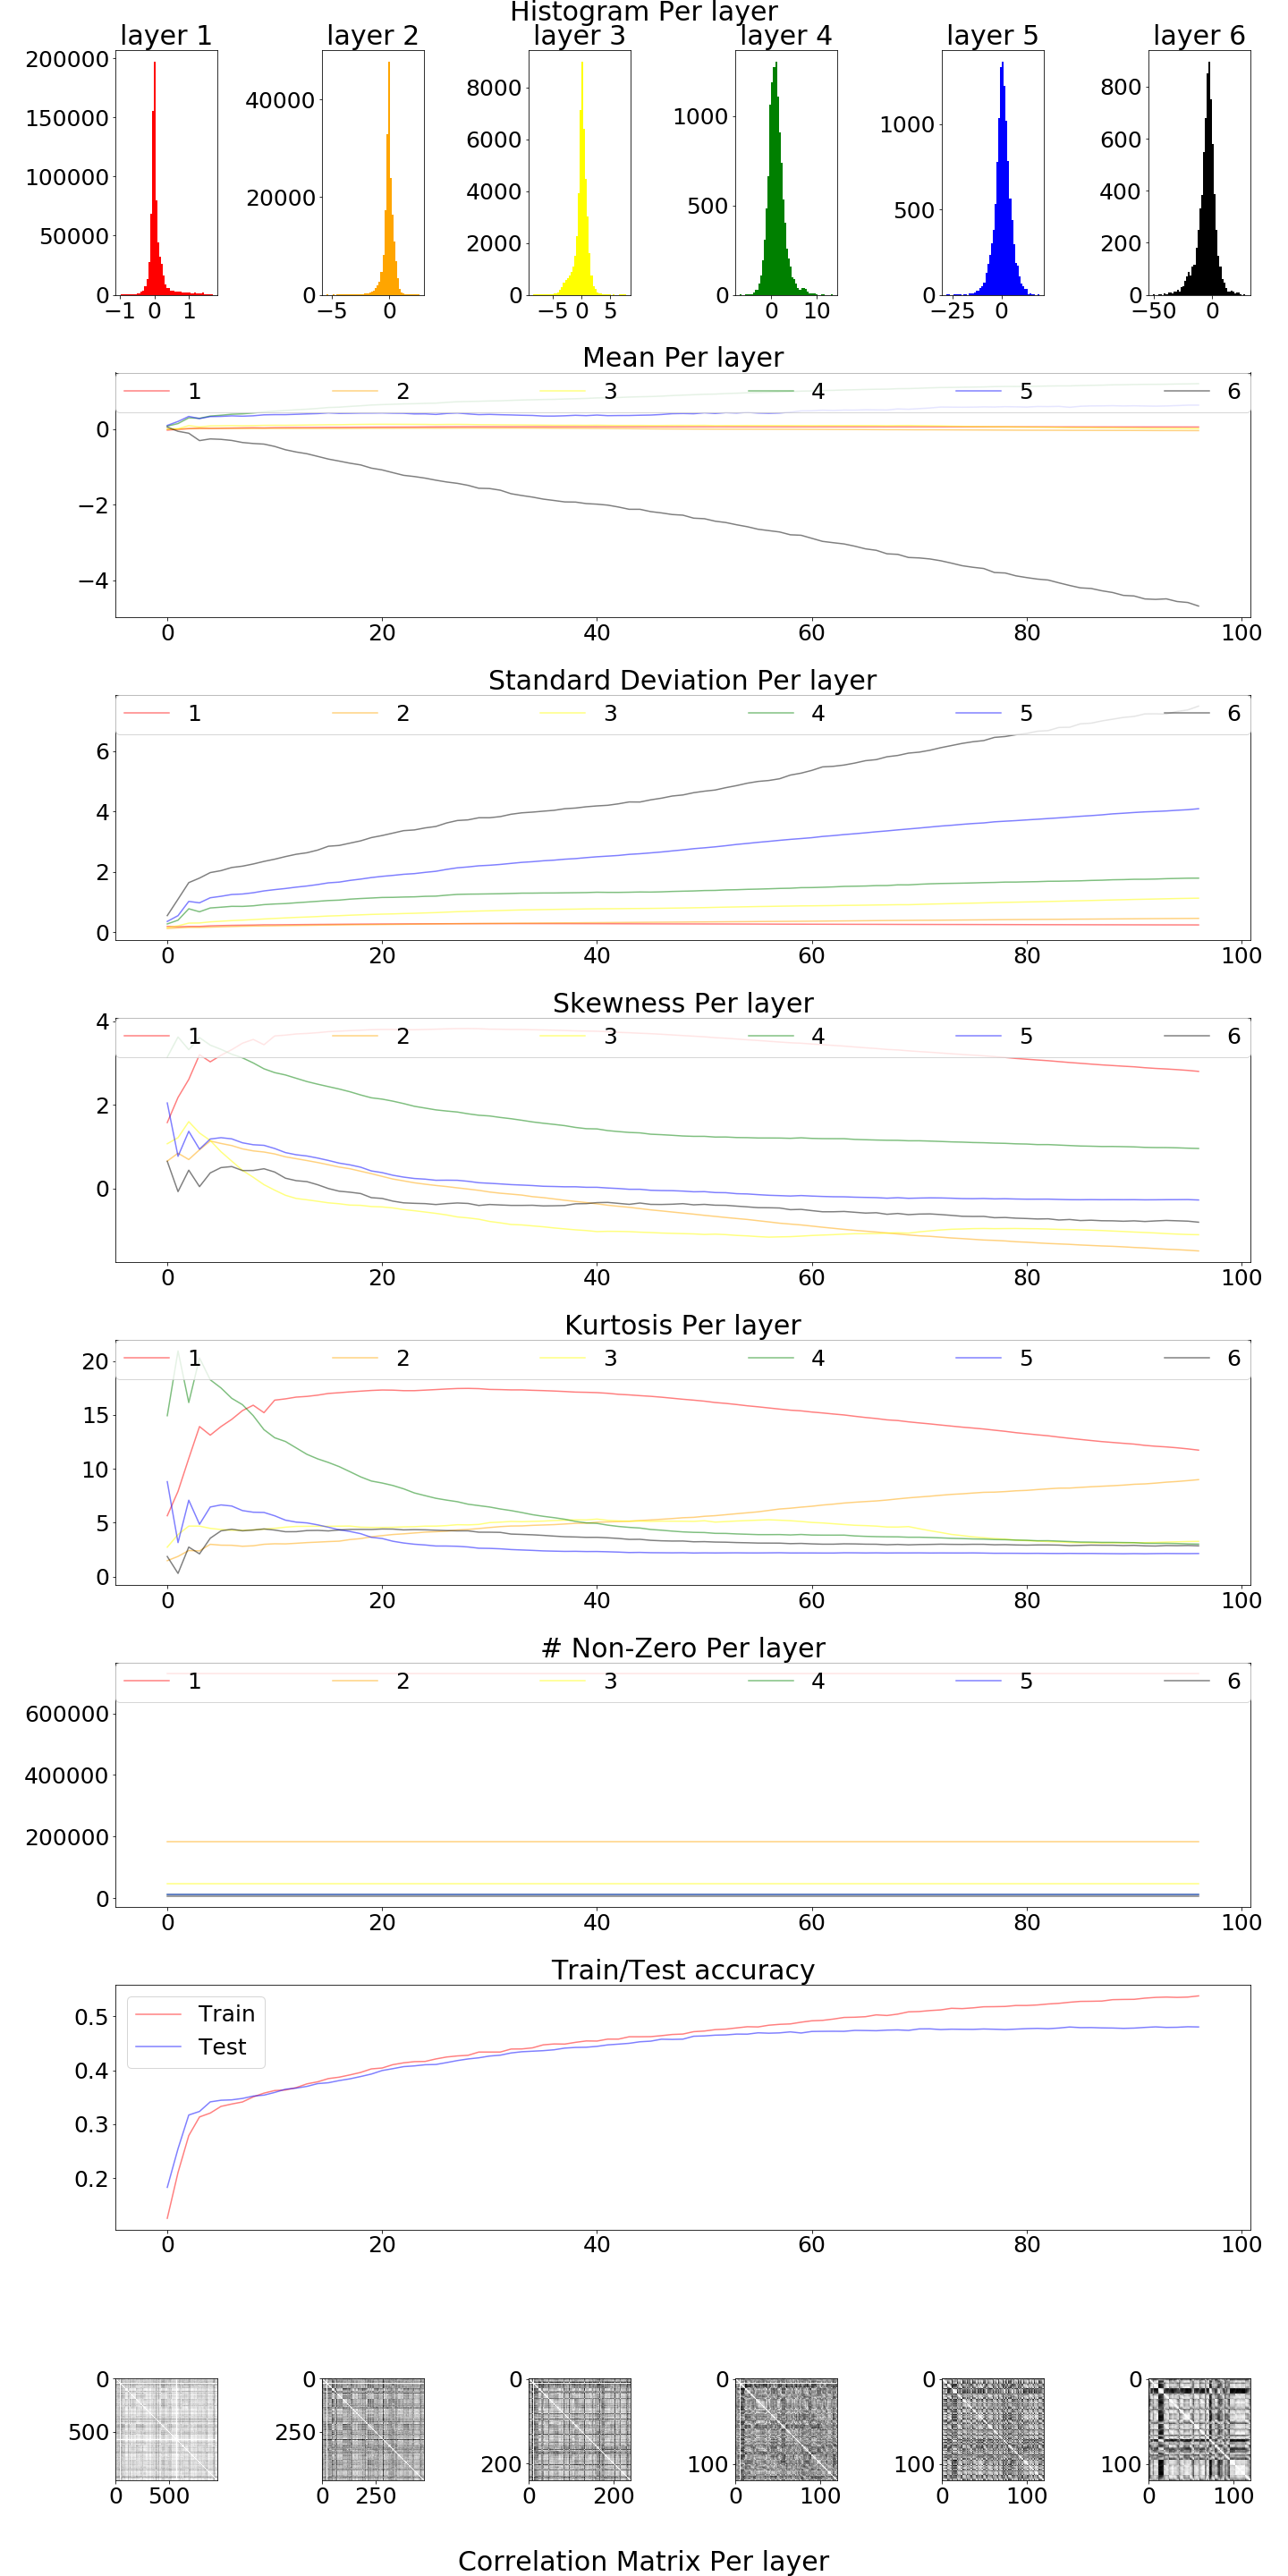 Histogram Per layer
layer 1 layer 2 layer 3 layer 4 layer 5 layer 6
200000
150000
100000
50000
0
−1 0 1
40000
20000
0
−5 0
8000
6000
4000
2000
0
−5 0 5
1000
500
0
0 10
1000
500
0
−25 0
800
600
400
200
0
−50 0
Mean Per layer
1 2 3 4 5 6
0
−2
−4
0 20 40 60 80 100
Standard Deviation Per layer
1 2 3 4 5 6
6
4
2
0
0 20 40 60 80 100
Skewness Per layer
4
1 2 3 4 5 6
2
0
0 20 40 60 80 100
Kurtosis Per layer
20
1 2 3 4 5 6
15
10
5
0
0 20 40 60 80 100
# Non-Zero Per layer
1 2 3 4 5 6
600000
400000
200000
0
0 20 40 60 80 100
Train/Test accuracy
Train
Test
0.5
0.4
0.3
0.2
0 20 40 60 80 100
0
500
0 500
0
250
0 250
0
200
0 200
0
100
0 100
0
100
0 100
0
100
0 100
Correlation Matrix Per layer